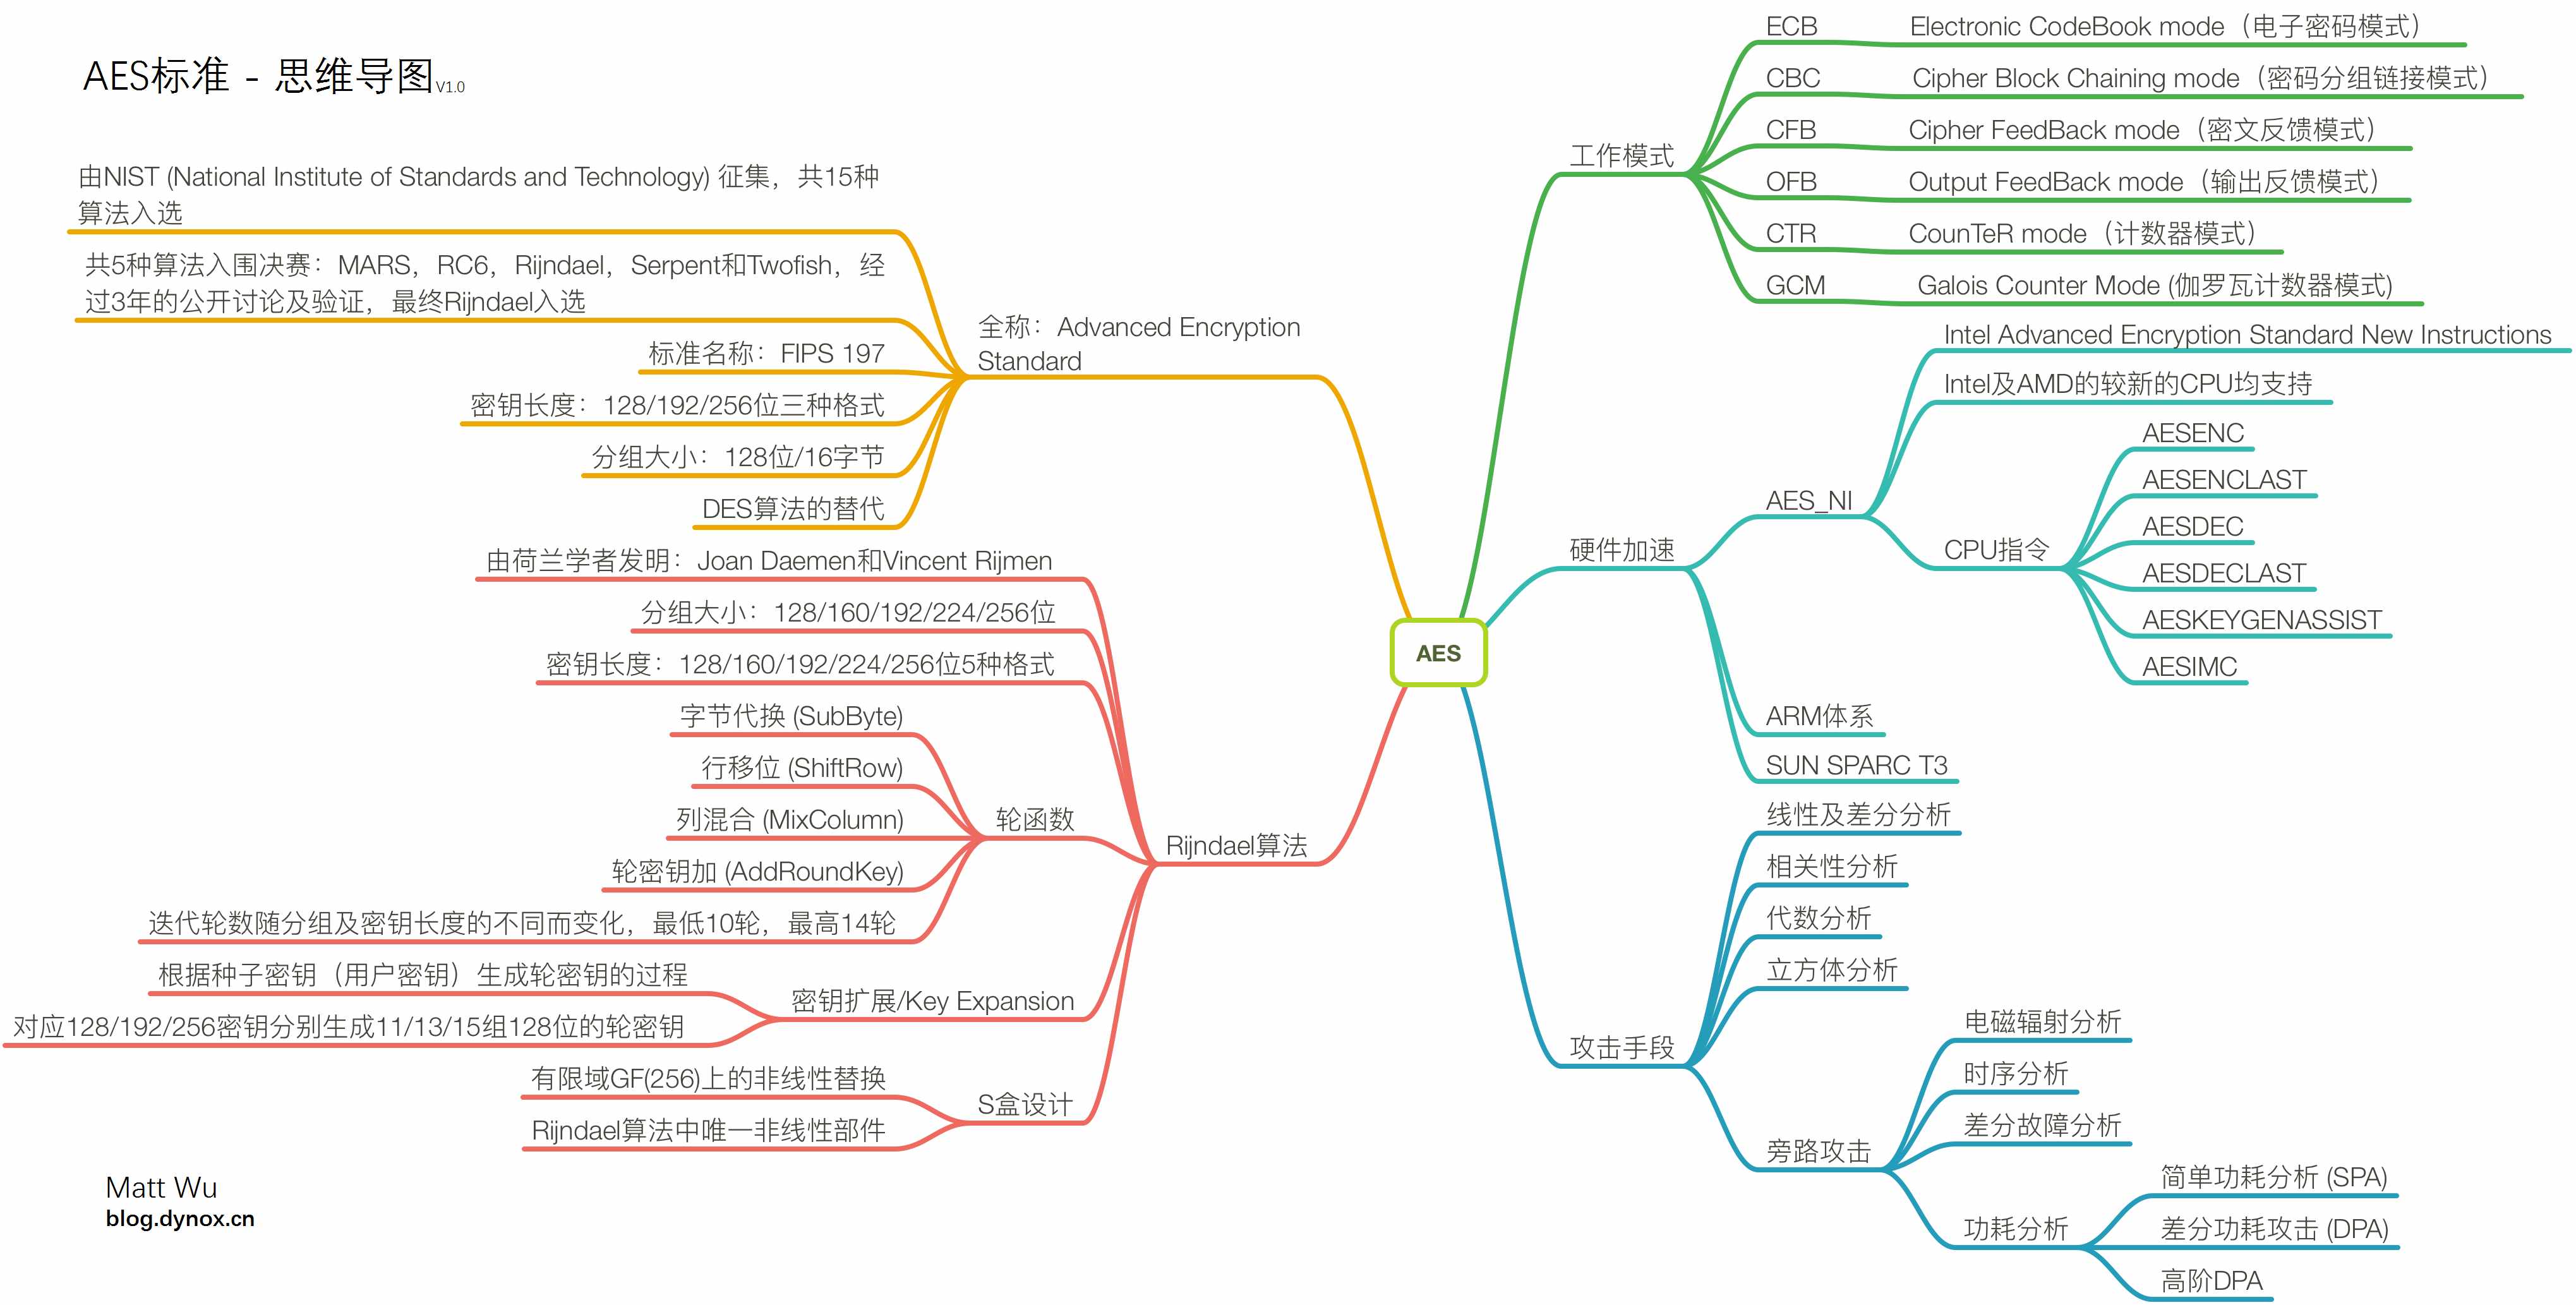 AES标准 - 思维导图V1.0
由NIST (National Institute of Standards and Technology) 征集，共15种
算法入选
共5种算法入围决赛：MARS，RC6，Rijndael，Serpent和Twofish，经
过3年的公开讨论及验证，最终Rijndael入选
标准名称：FIPS 197
密钥长度：128/192/256位三种格式
分组大小：128位/16字节
DES算法的替代
全称：Advanced Encryption
Standard
由荷兰学者发明：Joan Daemen和Vincent Rijmen
分组大小：128/160/192/224/256位
密钥长度：128/160/192/224/256位5种格式
字节代换 (SubByte)
行移位 (ShiftRow)
列混合 (MixColumn)
轮密钥加 (AddRoundKey)
迭代轮数随分组及密钥长度的不同而变化，最低10轮，最高14轮
轮函数
根据种子密钥（用户密钥）生成轮密钥的过程
对应128/192/256密钥分别生成11/13/15组128位的轮密钥
密钥扩展/Key Expansion
有限域GF(256)上的非线性替换
Rijndael算法中唯一非线性部件
S盒设计
Rijndael算法
AES
工作模式
ECB Electronic CodeBook mode（电子密码模式）
CBC Cipher Block Chaining mode（密码分组链接模式）
CFB Cipher FeedBack mode（密文反馈模式）
OFB Output FeedBack mode（输出反馈模式）
CTR CounTeR mode（计数器模式）
GCM Galois Counter Mode (伽罗瓦计数器模式)
硬件加速
AES_NI
Intel Advanced Encryption Standard New Instructions
Intel及AMD的较新的CPU均支持
CPU指令
AESENC
AESENCLAST
AESDEC
AESDECLAST
AESKEYGENASSIST
AESIMC
ARM体系
SUN SPARC T3
攻击手段
线性及差分分析
相关性分析
代数分析
立方体分析
旁路攻击
电磁辐射分析
时序分析
差分故障分析
功耗分析
简单功耗分析 (SPA)
差分功耗攻击 (DPA)
高阶DPA
Matt Wu
blog.dynox.cn